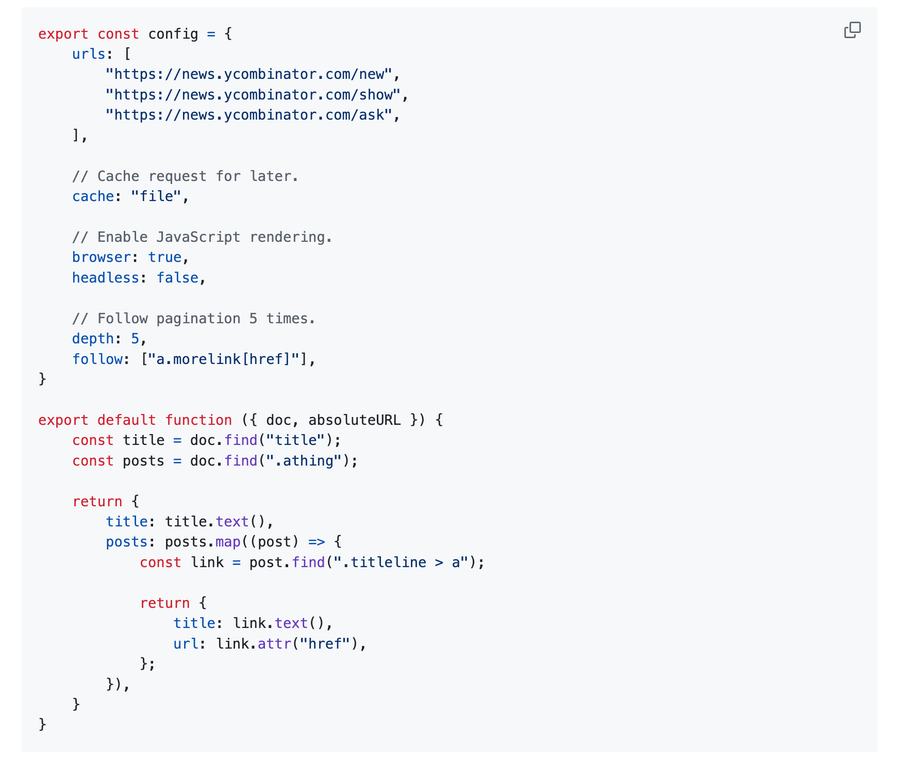 export const config = {
    urls: [
        "https://news.ycombinator.com/new",
        "https://news.ycombinator.com/show",
        "https://news.ycombinator.com/ask",
    ],

    // Cache request for later.
    cache: "file",

    // Enable JavaScript rendering.
    browser: true,
    headless: false,

    // Follow pagination 5 times.
    depth: 5,
    follow: ["a.morelink[href]"],
}

export default function ({ doc, absoluteURL }) {
    const title = doc.find("title");
    const posts = doc.find(".athing");

    return {
        title: title.text(),
        posts: posts.map((post) => {
            const link = post.find(".titleline > a");

            return {
                title: link.text(),
                url: link.attr("href"),
            };
        }),
    }
}